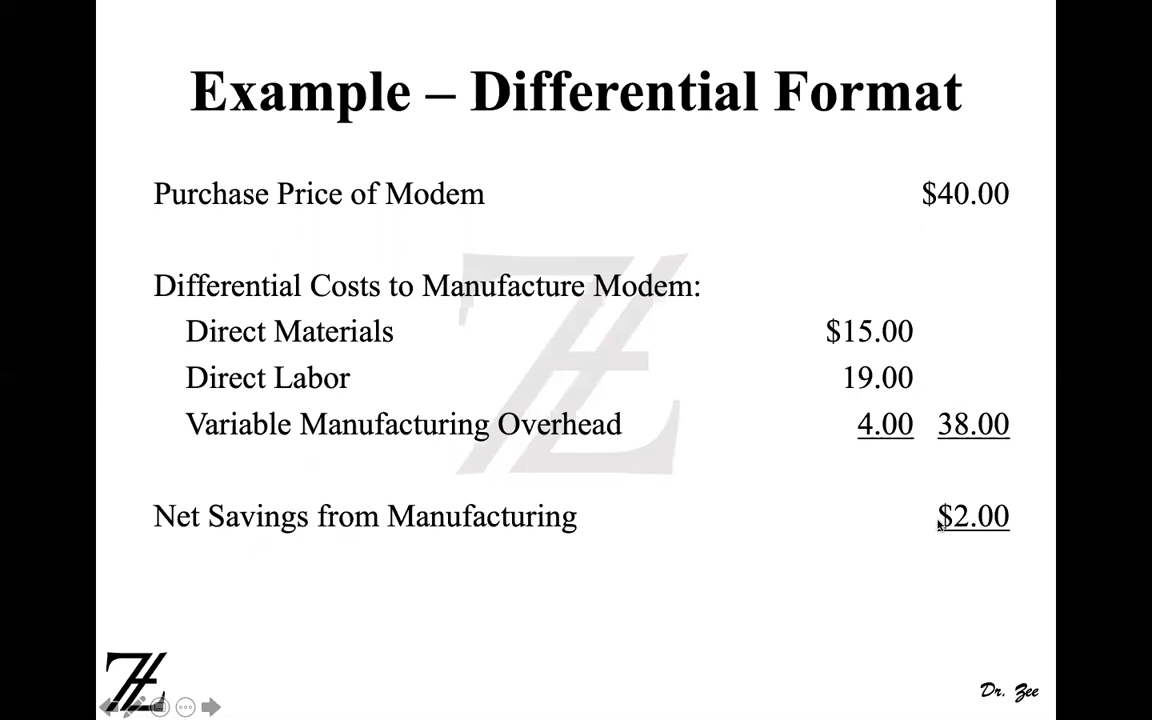 Example – Differential Format
Purchase Price of Modem $40.00
Differential Costs to Manufacture Modem:
Direct Materials $15.00
Direct Labor 19.00
Variable Manufacturing Overhead 4.00 38.00
Net Savings from Manufacturing $2.00
Dr. Zee